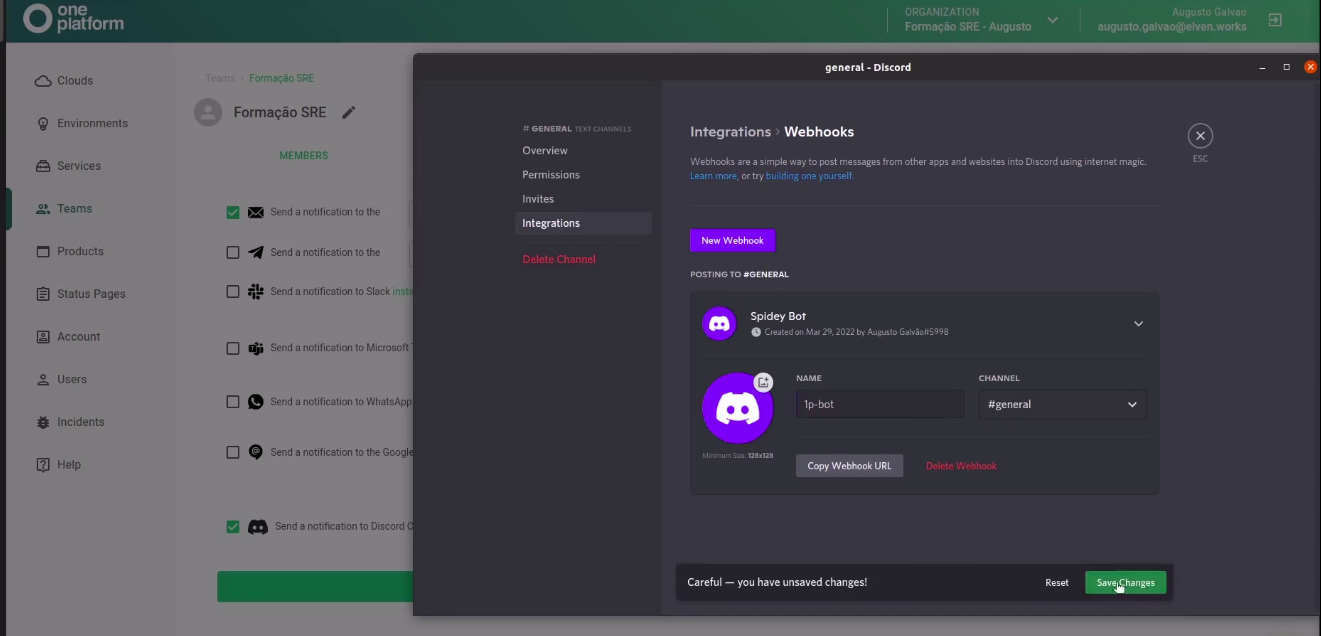 one
platform
ORGANIZATION
Formação SRE - Augusto
Augusto Galvao
augusto.galvao@elven.works
Clouds
Environments
Services
Teams
Products
Status Pages
Account
Users
Incidents
Help
Teams › Formação SRE
Formação SRE
MEMBERS
Send a notification to the
Send a notification to the
Send a notification to Slack insta
Send a notification to Microsoft T
Send a notification to WhatsApp
Send a notification to the Google
Send a notification to Discord C
general - Discord
# GENERAL TEXT CHANNELS
Overview
Permissions
Invites
Integrations
Delete Channel
Integrations › Webhooks
ESC
Webhooks are a simple way to post messages from other apps and websites into Discord using internet magic.
Learn more, or try building one yourself.
New Webhook
POSTING TO #GENERAL
Spidey Bot
Created on Mar 29, 2022 by Augusto Galvão#5998
NAME
CHANNEL
1p-bot
#general
Minimum Size: 128x128
Copy Webhook URL
Delete Webhook
Careful — you have unsaved changes!
Reset
Save Changes